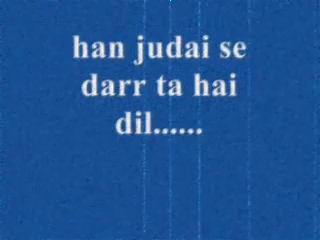 han judai se
darr ta hai
dil......